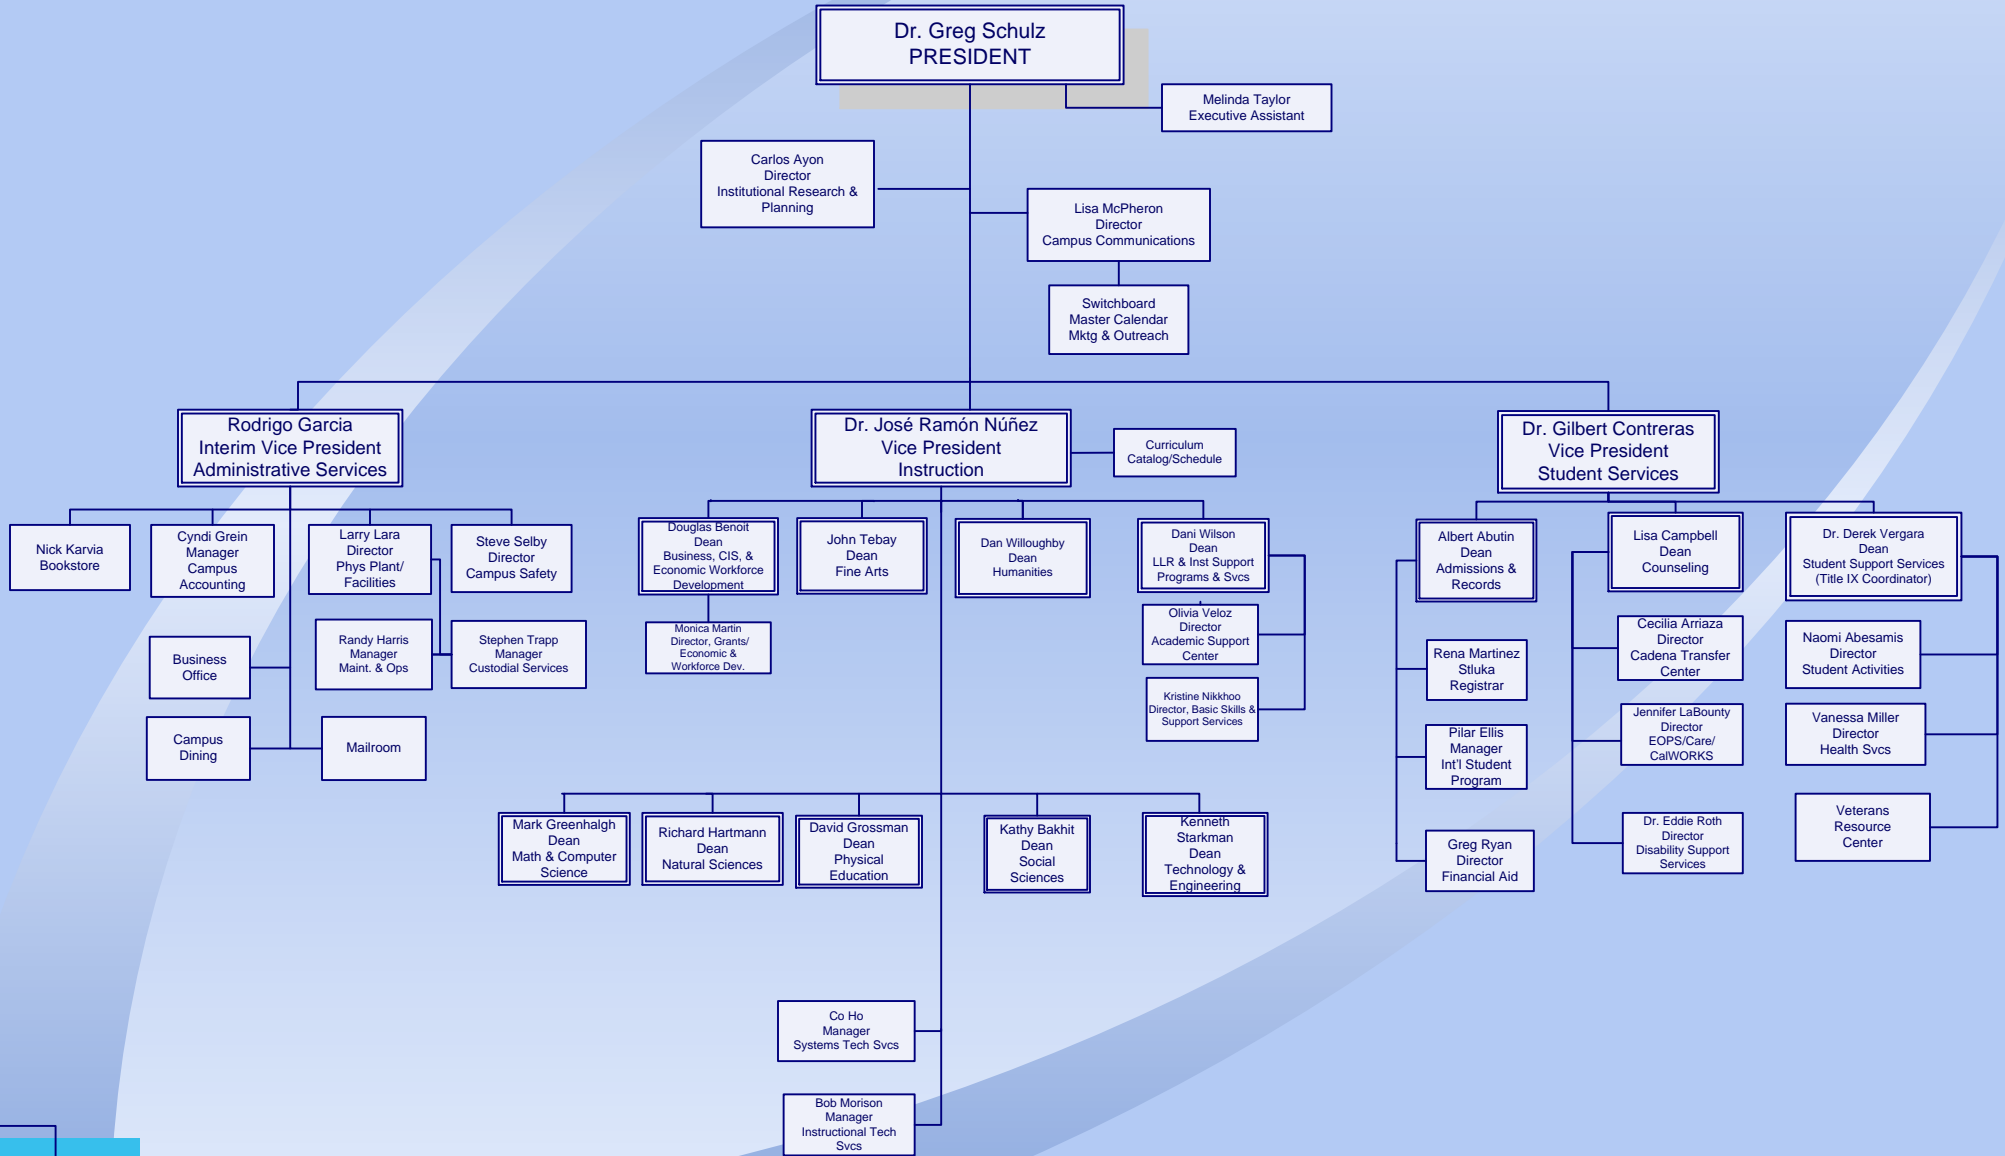 Dr. Greg Schulz
PRESIDENT
Melinda Taylor
Executive Assistant
Carlos Ayon
Director
Institutional Research &
Planning
Lisa McPheron
Director
Campus Communications
Switchboard
Master Calendar
Mktg & Outreach
Rodrigo Garcia
Interim Vice President
Administrative Services
Dr. José Ramón Núñez
Vice President
Instruction
Curriculum
Catalog/Schedule
Dr. Gilbert Contreras
Vice President
Student Services
Nick Karvia
Bookstore
Cyndi Grein
Manager
Campus
Accounting
Larry Lara
Director
Phys Plant/
Facilities
Steve Selby
Director
Campus Safety
Business
Office
Randy Harris
Manager
Maint. & Ops
Stephen Trapp
Manager
Custodial Services
Campus
Dining
Mailroom
Douglas Benoit
Dean
Business, CIS, &
Economic Workforce
Development
Monica Martin
Director, Grants/
Economic &
Workforce Dev.
John Tebay
Dean
Fine Arts
Dan Willoughby
Dean
Humanities
Dani Wilson
Dean
LLR & Inst Support
Programs & Svcs
Olivia Veloz
Director
Academic Support
Center
Kristine Nikkhoo
Director, Basic Skills &
Support Services
Mark Greenhalgh
Dean
Math & Computer
Science
Richard Hartmann
Dean
Natural Sciences
David Grossman
Dean
Physical
Education
Kathy Bakhit
Dean
Social
Sciences
Kenneth
Starkman
Dean
Technology &
Engineering
Co Ho
Manager
Systems Tech Svcs
Bob Morison
Manager
Instructional Tech
Svcs
Albert Abutin
Dean
Admissions &
Records
Rena Martinez
Stluka
Registrar
Pilar Ellis
Manager
Int'l Student
Program
Greg Ryan
Director
Financial Aid
Lisa Campbell
Dean
Counseling
Cecilia Arriaza
Director
Cadena Transfer
Center
Jennifer LaBounty
Director
EOPS/Care/
CalWORKS
Dr. Eddie Roth
Director
Disability Support
Services
Dr. Derek Vergara
Dean
Student Support Services
(Title IX Coordinator)
Naomi Abesamis
Director
Student Activities
Vanessa Miller
Director
Health Svcs
Veterans
Resource
Center